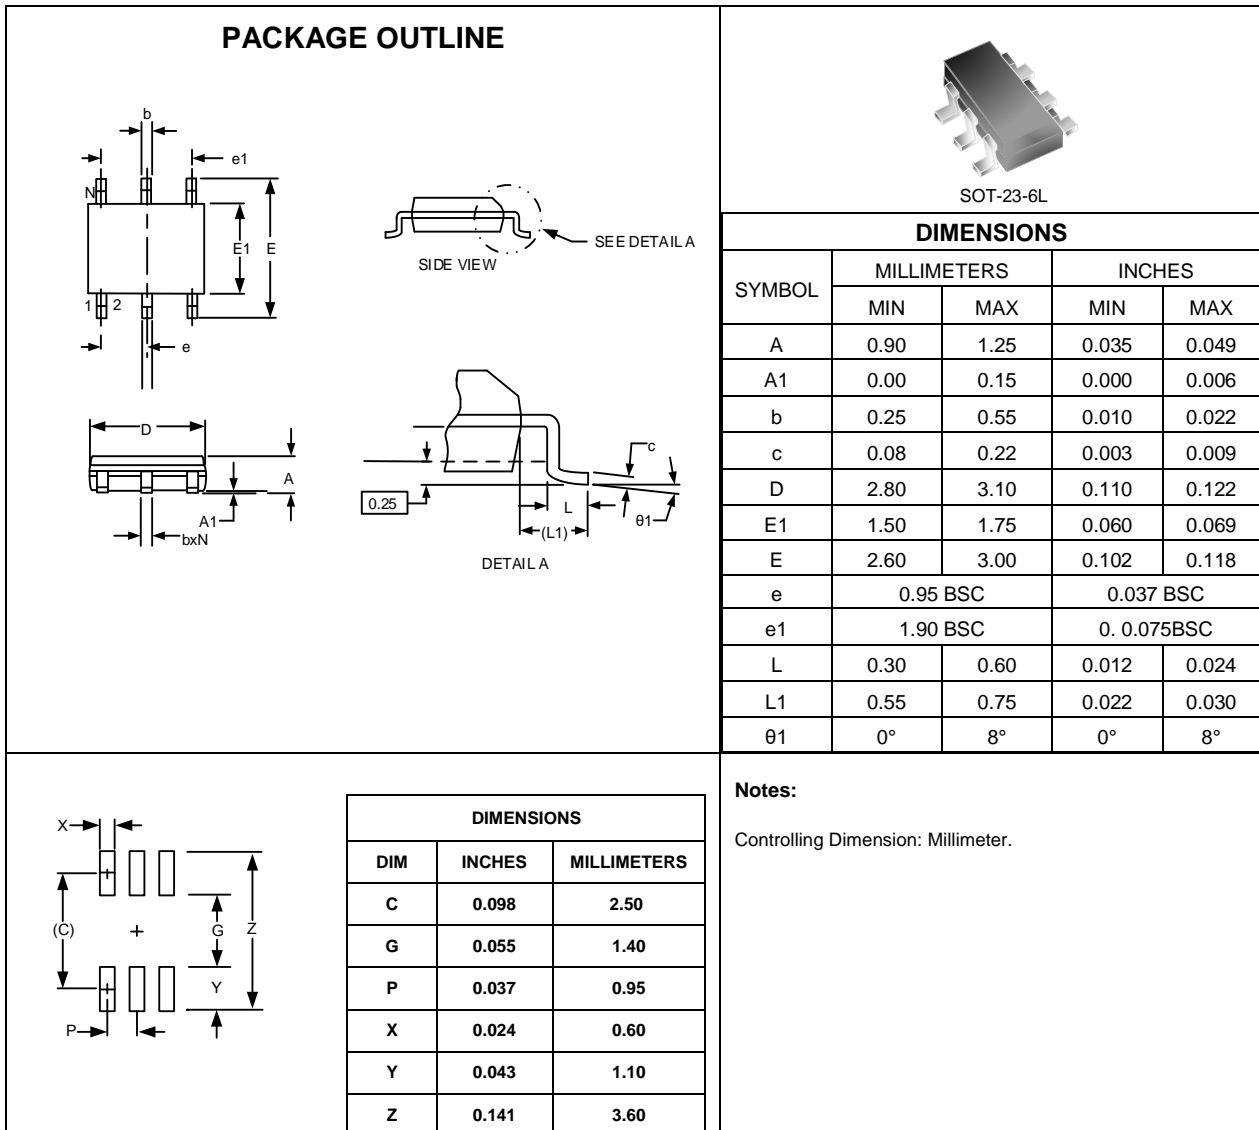 PACKAGE OUTLINE
b
e1
N
E1
E
1
2
e
SIDE VIEW
SEE DETAIL A
D
A
A1
bxN
0.25
c
L
(L1)
θ1
DETAIL A
SOT-23-6L
DIMENSIONS
SYMBOL MILLIMETERS INCHES
MIN MAX MIN MAX
A 0.90 1.25 0.035 0.049
A1 0.00 0.15 0.000 0.006
b 0.25 0.55 0.010 0.022
c 0.08 0.22 0.003 0.009
D 2.80 3.10 0.110 0.122
E1 1.50 1.75 0.060 0.069
E 2.60 3.00 0.102 0.118
e 0.95 BSC 0.037 BSC
e1 1.90 BSC 0. 0.075BSC
L 0.30 0.60 0.012 0.024
L1 0.55 0.75 0.022 0.030
θ1 0° 8° 0° 8°
X
(C)
G
Z
Y
P
DIMENSIONS
DIM INCHES MILLIMETERS
C 0.098 2.50
G 0.055 1.40
P 0.037 0.95
X 0.024 0.60
Y 0.043 1.10
Z 0.141 3.60
Notes:
Controlling Dimension: Millimeter.